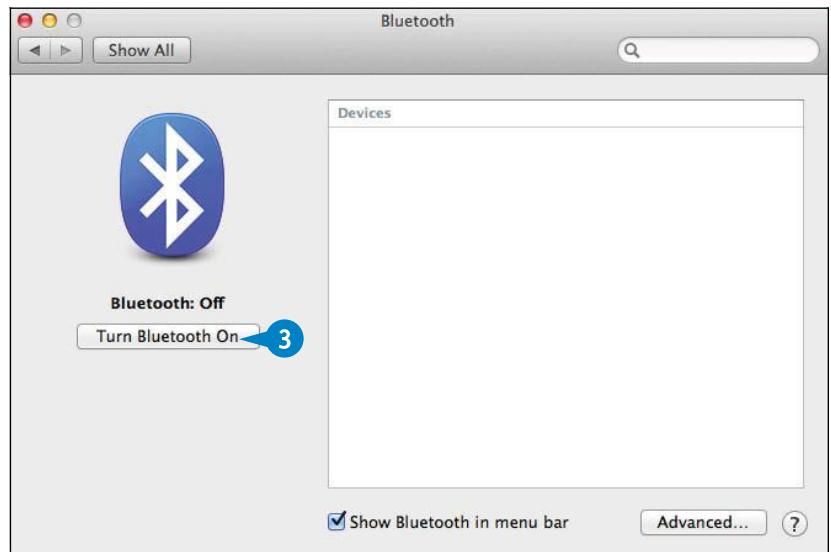 Bluetooth
Show All
Devices
Bluetooth: Off
Turn Bluetooth On
3
Show Bluetooth in menu bar
Advanced...
?